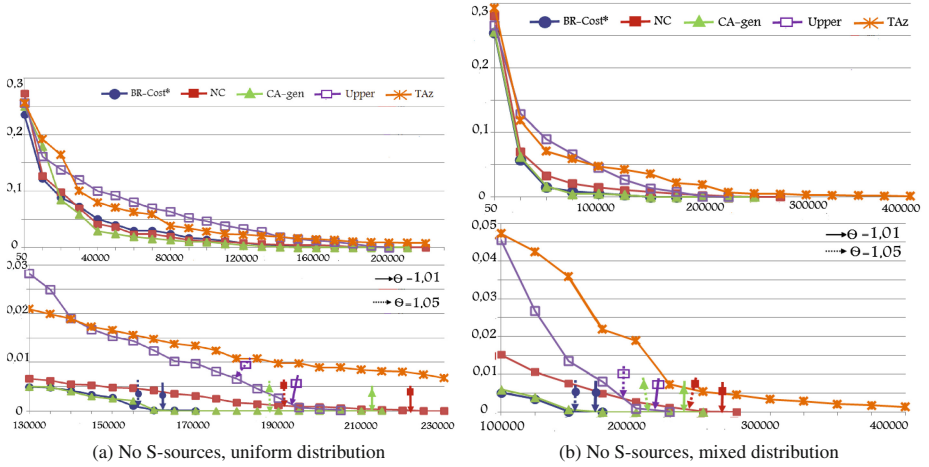 BR-Cost* NC CA-gen Upper TAz
0,3
0,2
0,1
0
50 40000 80000 120000 160000 200000
0,03
0,02
0,01
0
Θ=1,01
Θ=1,05
130000 150000 170000 190000 210000 230000
(a) No S-sources, uniform distribution
BR-Cost* NC CA-gen Upper TAz
0,3
0,2
0,1
0
50 100000 200000 300000 400000
0,05
0,04
0,03
0,02
0,01
0
Θ=1,01
Θ=1,05
1000000 200000 300000 400000
(b) No S-sources, mixed distribution